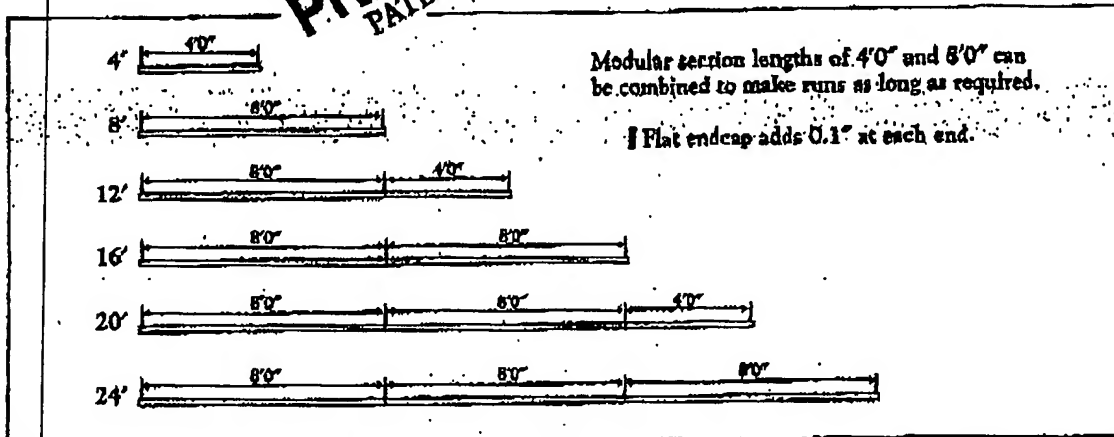 PATE
4' 4'0"
Modular section lengths of 4'0" and 8'0" can
be combined to make runs as long as required.
8' 8'0"
Flat endcap adds 0.1" at each end.
12' 8'0" 4'0"
16' 8'0" 8'0"
20' 8'0" 8'0" 4'0"
24' 8'0" 8'0" 8'0"